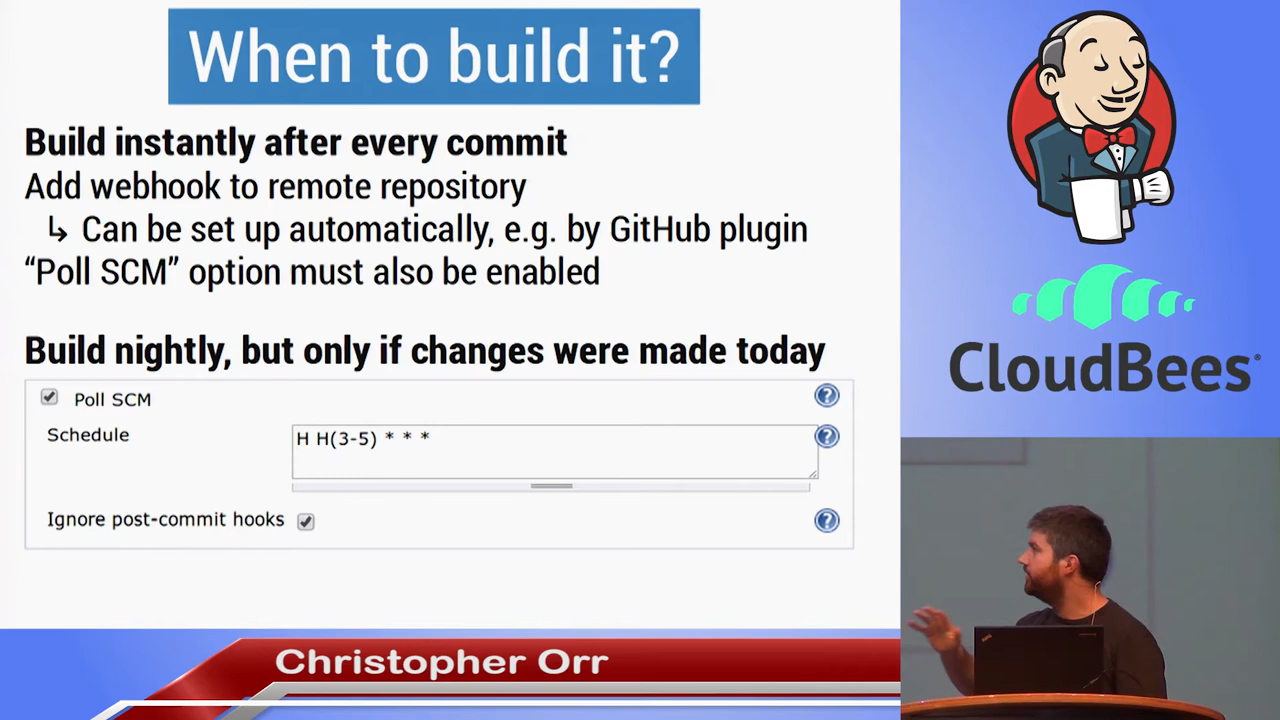 When to build it?
Build instantly after every commit
Add webhook to remote repository
↳ Can be set up automatically, e.g. by GitHub plugin
“Poll SCM” option must also be enabled
Build nightly, but only if changes were made today
Poll SCM
Schedule
H H(3-5) * * *
Ignore post-commit hooks
CloudBees
Christopher Orr